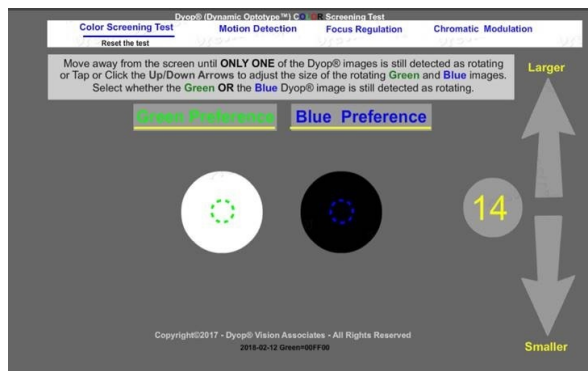 Dyop® (Dynamic Optotype™) COLOR Screening Test
Color Screening Test Motion Detection Focus Regulation Chromatic Modulation
Reset the test
Move away from the screen until ONLY ONE of the Dyop® images is still detected as rotating
or Tap or Click the Up/Down Arrows to adjust the size of the rotating Green and Blue images.
Select whether the Green OR the Blue Dyop® image is still detected as rotating.
Larger
Green Preference Blue Preference
14
Copyright©2017 - Dyop® Vision Associates - All Rights Reserved
2018-02-12 Green=00FF00
Smaller